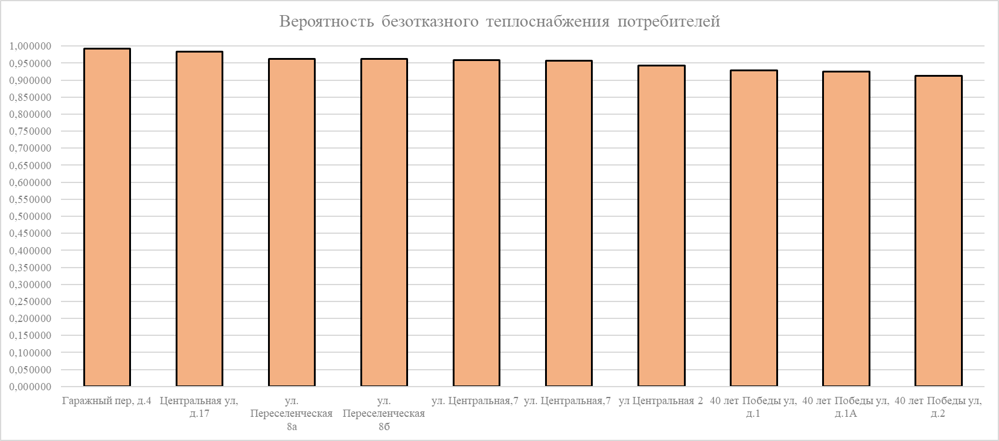 Вероятность безотказного теплоснабжения потребителей
1,000000
0,950000
0,900000
0,850000
0,800000
0,750000
0,700000
0,650000
0,600000
0,550000
0,500000
0,450000
0,400000
0,350000
0,300000
0,250000
0,200000
0,150000
0,100000
0,050000
0,000000
Гаражный пер, д.4
Центральная ул,
д.17
ул.
Переселенческая
8а
ул.
Переселенческая
8б
ул. Центральная,7
ул. Центральная,7
ул Центральная 2
40 лет Победы ул,
д.1
40 лет Победы ул,
д.1А
40 лет Победы ул,
д.2